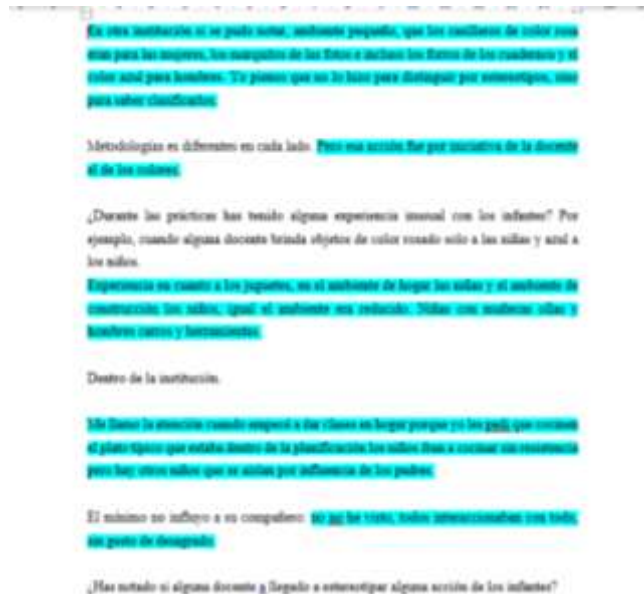 En otra institución si se pudo notar, ambiente pequeño, que los casilleros de color rosa
eran para las mujeres, los marquitos de las fotos e incluso los forros de los cuadernos y el
color azul para hombres. Yo pienso que no lo hizo para distinguir por estereotipos, sino
para saber clasificarlos.
Metodologías es diferentes en cada lado. Pero esa acción fue por iniciativa de la docente
el de los colores.
¿Durante las prácticas has tenido alguna experiencia inusual con los infantes? Por
ejemplo, cuando alguna docente brinda objetos de color rosado solo a las niñas y azul a
los niños.
Experiencia en cuanto a los juguetes, en el ambiente de hogar las niñas y el ambiente de
construcción los niños, igual el ambiente era reducido. Niñas con muñecas ollas y
hombres carros y herramientas.
Dentro de la institución.
Me llamo la atención cuando empecé a dar clases en hogar porque yo les pedí que cocinen
el plato típico que estaba dentro de la planificación los niños iban a cocinar sin resistencia
pero hay otros niños que se aislan por influencia de los padres.
El mínimo no influyo a su compañero. no he visto, todos interaccionaban con todo,
sin gesto de desagrado.
¿Has notado si alguna docente a llegado a estereotipar alguna acción de los infantes?